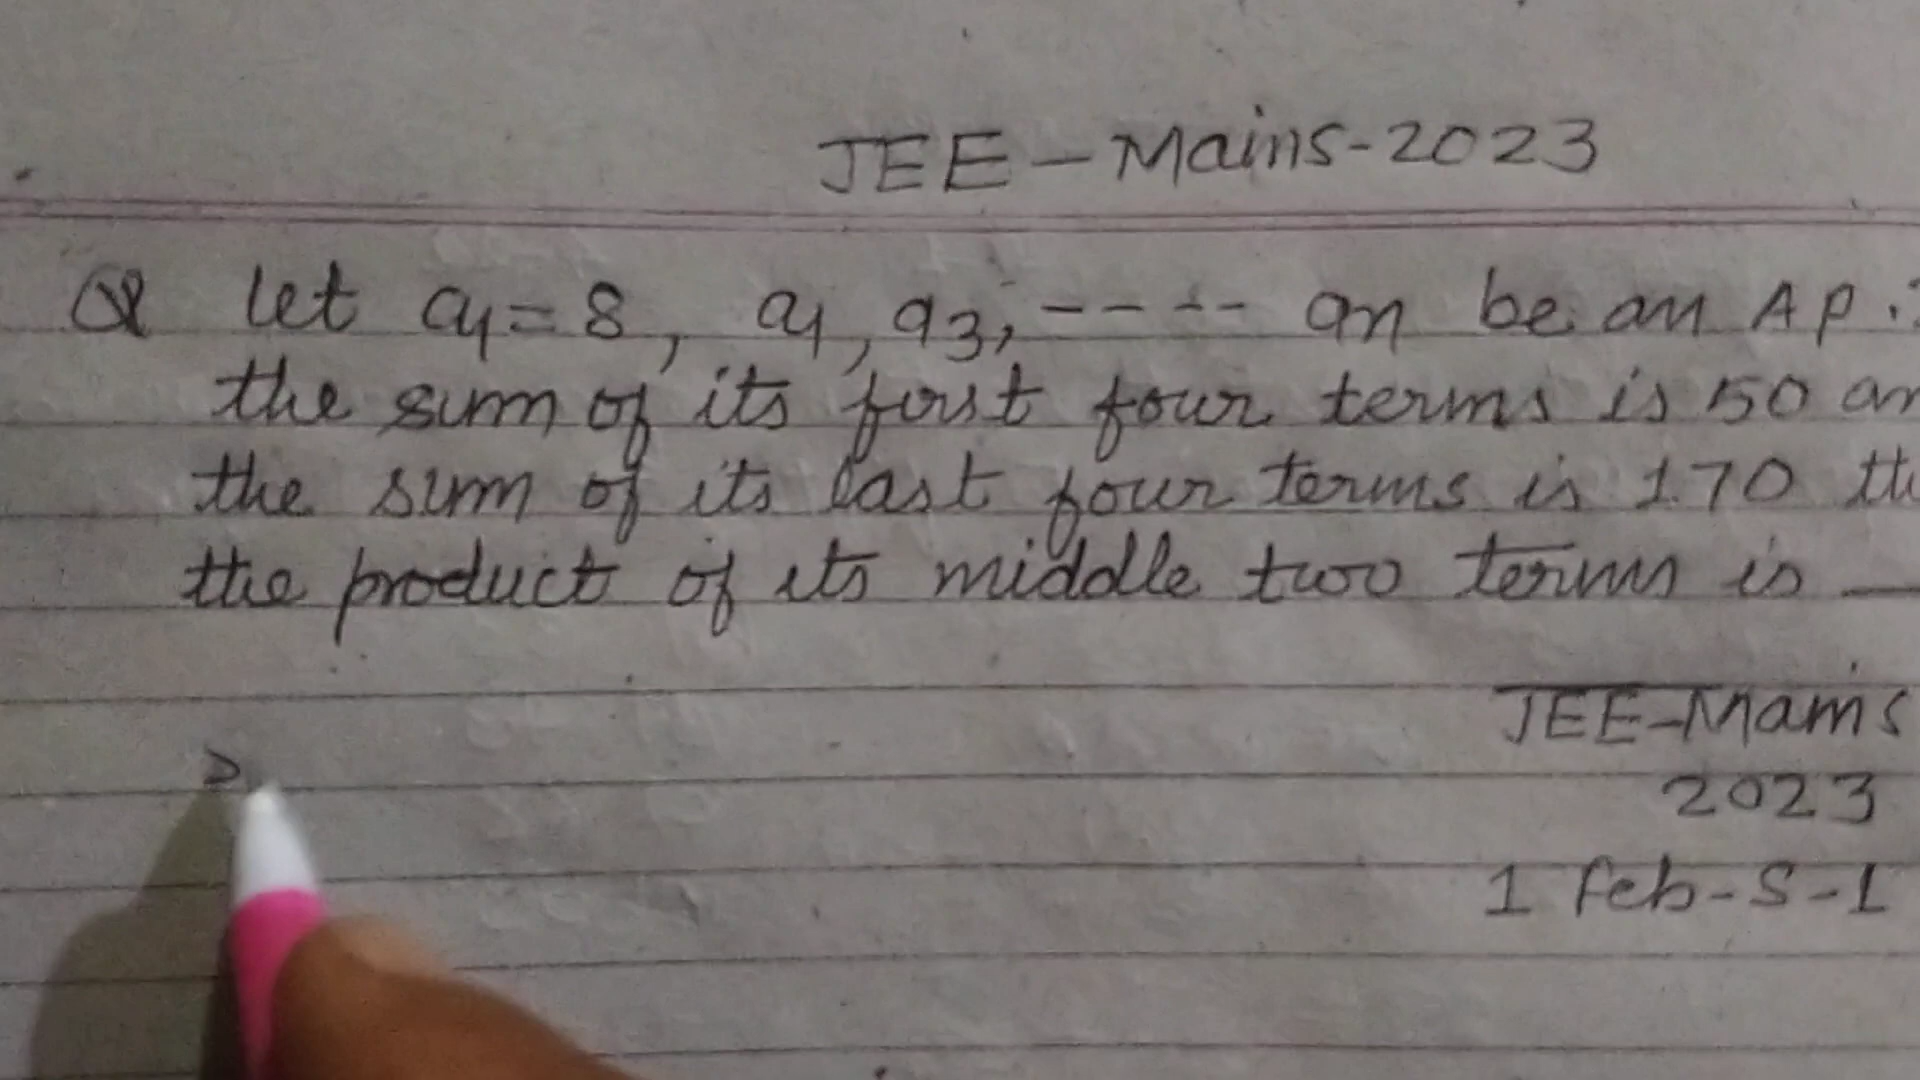 JEE-Mains-2023
Q let a1=8, a1, a3, ---- an be an AP.
the sum of its first four terms is 50 an
the sum of its last four terms is 170 th
the product of its middle two terms is
JEE-Mains
2023
1 feb-S-1